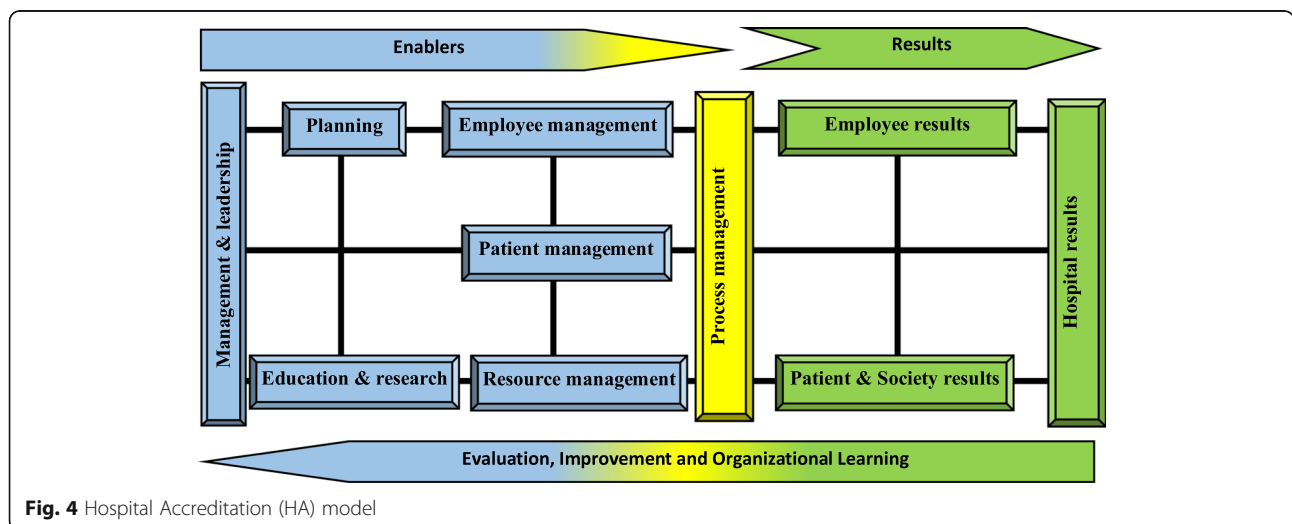 Enablers
Results
Management & leadership
Planning
Employee management
Patient management
Education & research
Resource management
Process management
Employee results
Patient & Society results
Hospital results
Evaluation, Improvement and Organizational Learning
Fig. 4 Hospital Accreditation (HA) model